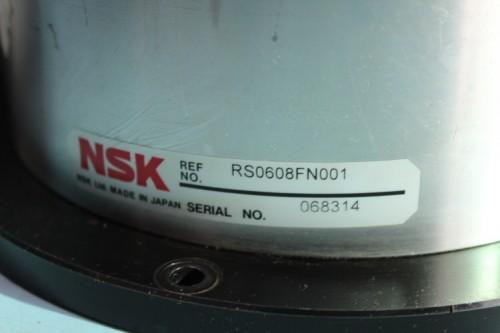 NSK REF NO. RS0608FN001
NSK Ltd. MADE IN JAPAN SERIAL NO. 068314